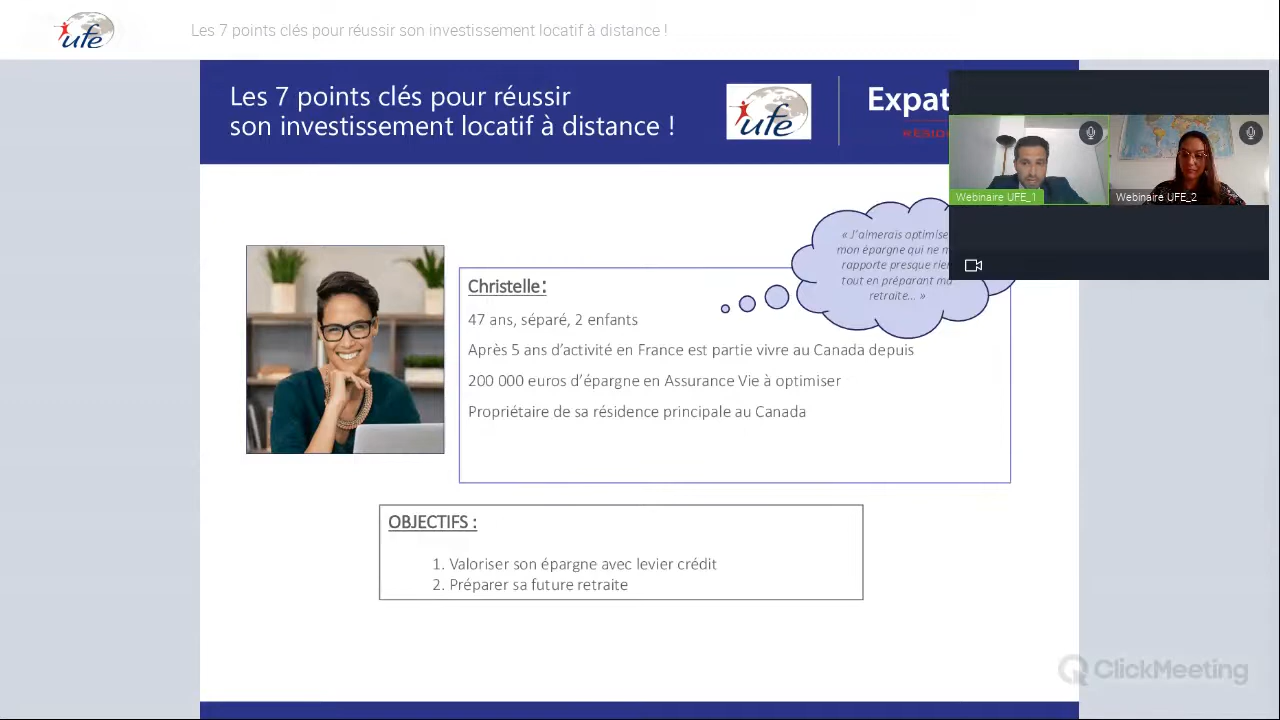 ufe
Les 7 points clés pour réussir son investissement locatif à distance !
Les 7 points clés pour réussir
son investissement locatif à distance !
ufe
Expat
Webinaire UFE_1
Webinaire UFE_2
« J'aimerais optimise
mon épargne qui ne m
rapporte presque rie
tout en préparant ma
retraite... »
Christelle:
47 ans, séparé, 2 enfants
Après 5 ans d'activité en France est partie vivre au Canada depuis
200 000 euros d'épargne en Assurance Vie à optimiser
Propriétaire de sa résidence principale au Canada
OBJECTIFS :
1. Valoriser son épargne avec levier crédit
2. Préparer sa future retraite
ClickMeeting